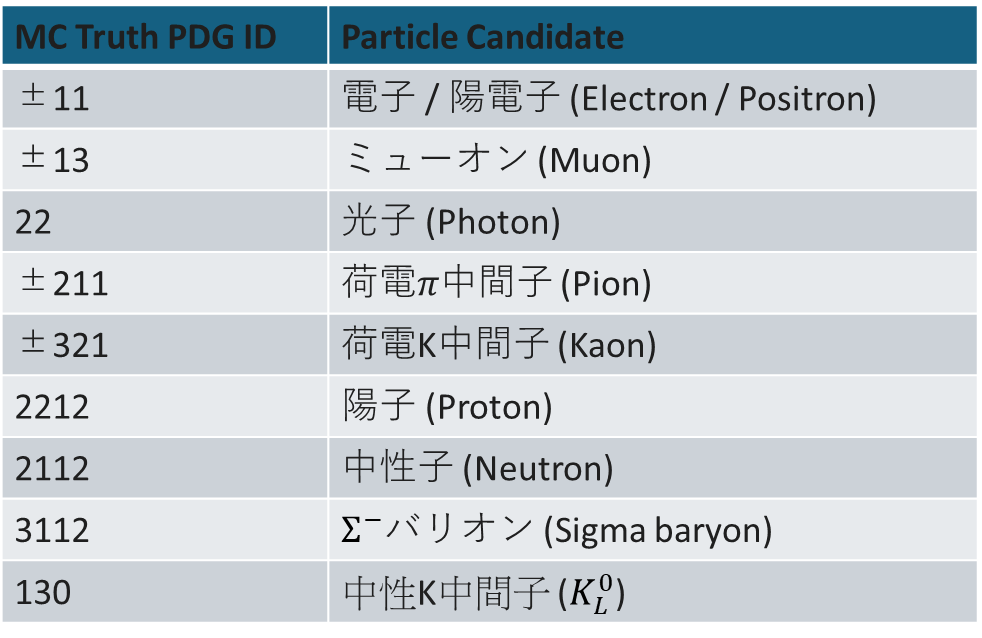 MC Truth PDG ID Particle Candidate
±11 電子 / 陽電子 (Electron / Positron)
±13 ミューオン (Muon)
22 光子 (Photon)
±211 荷電π中間子 (Pion)
±321 荷電K中間子 (Kaon)
2212 陽子 (Proton)
2112 中性子 (Neutron)
3112 Σ⁻バリオン (Sigma baryon)
130 中性K中間子 (K_L^0)